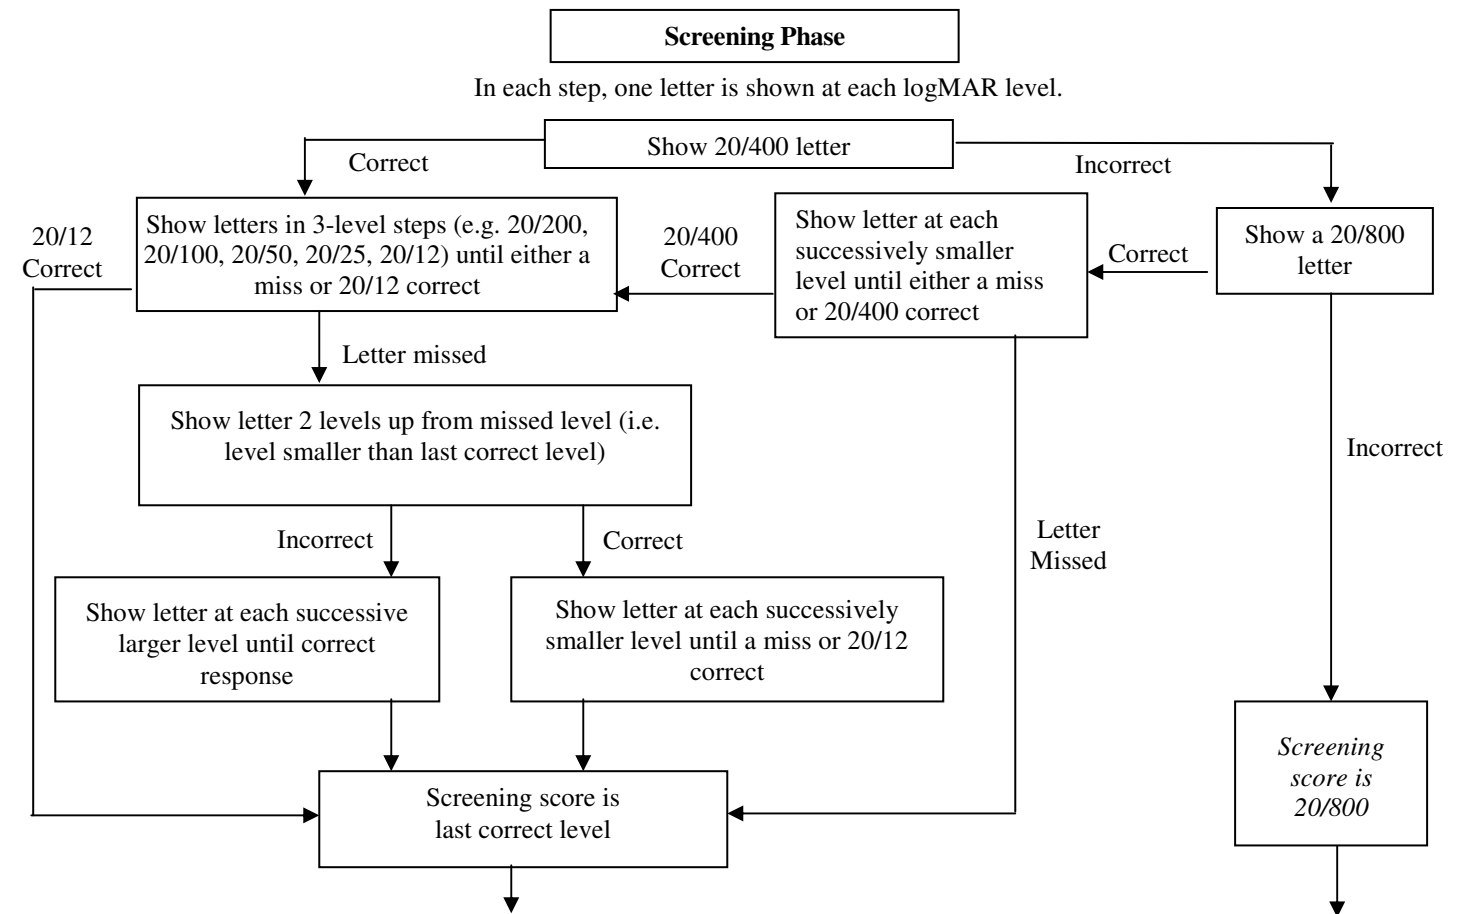 Screening Phase
In each step, one letter is shown at each logMAR level.
Show 20/400 letter
Correct
Incorrect
20/12
Correct
Show letters in 3-level steps (e.g. 20/200,
20/100, 20/50, 20/25, 20/12) until either a
miss or 20/12 correct
20/400
Correct
Show letter at each
successively smaller
level until either a miss
or 20/400 correct
Correct
Show a 20/800
letter
Letter missed
Show letter 2 levels up from missed level (i.e.
level smaller than last correct level)
Incorrect
Incorrect
Correct
Letter
Missed
Show letter at each successive
larger level until correct
response
Show letter at each successively
smaller level until a miss or 20/12
correct
Screening score is
last correct level
Screening
score is
20/800